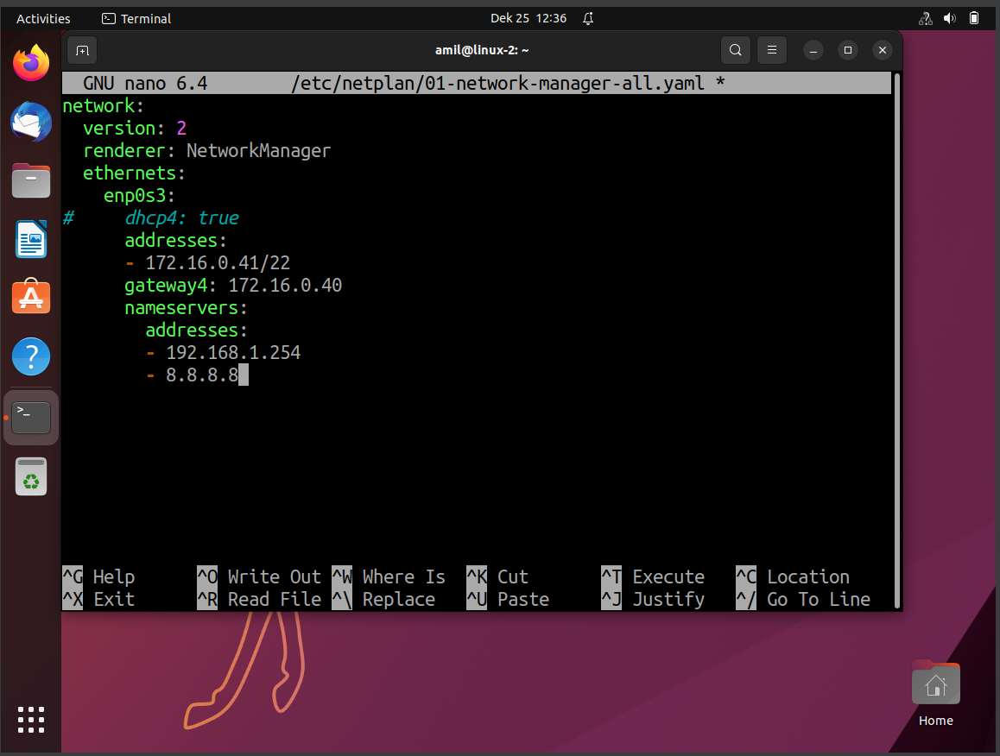 Activities Terminal Dek 25 12:36
amil@linux-2: ~
GNU nano 6.4 /etc/netplan/01-network-manager-all.yaml *
network:
  version: 2
  renderer: NetworkManager
  ethernets:
    enp0s3:
#     dhcp4: true
      addresses:
      - 172.16.0.41/22
      gateway4: 172.16.0.40
      nameservers:
        addresses:
        - 192.168.1.254
        - 8.8.8.8
^G Help ^O Write Out ^W Where Is ^K Cut ^T Execute ^C Location
^X Exit ^R Read File ^\ Replace ^U Paste ^J Justify ^/ Go To Line
Home